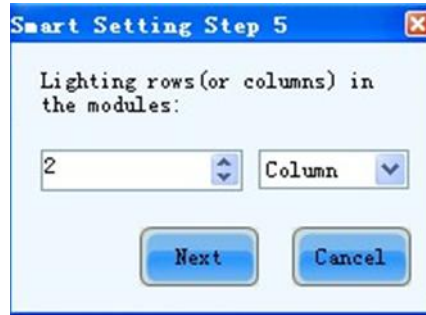 Smart Setting Step 5
Lighting rows(or columns) in
the modules:
2 Column
Next Cancel